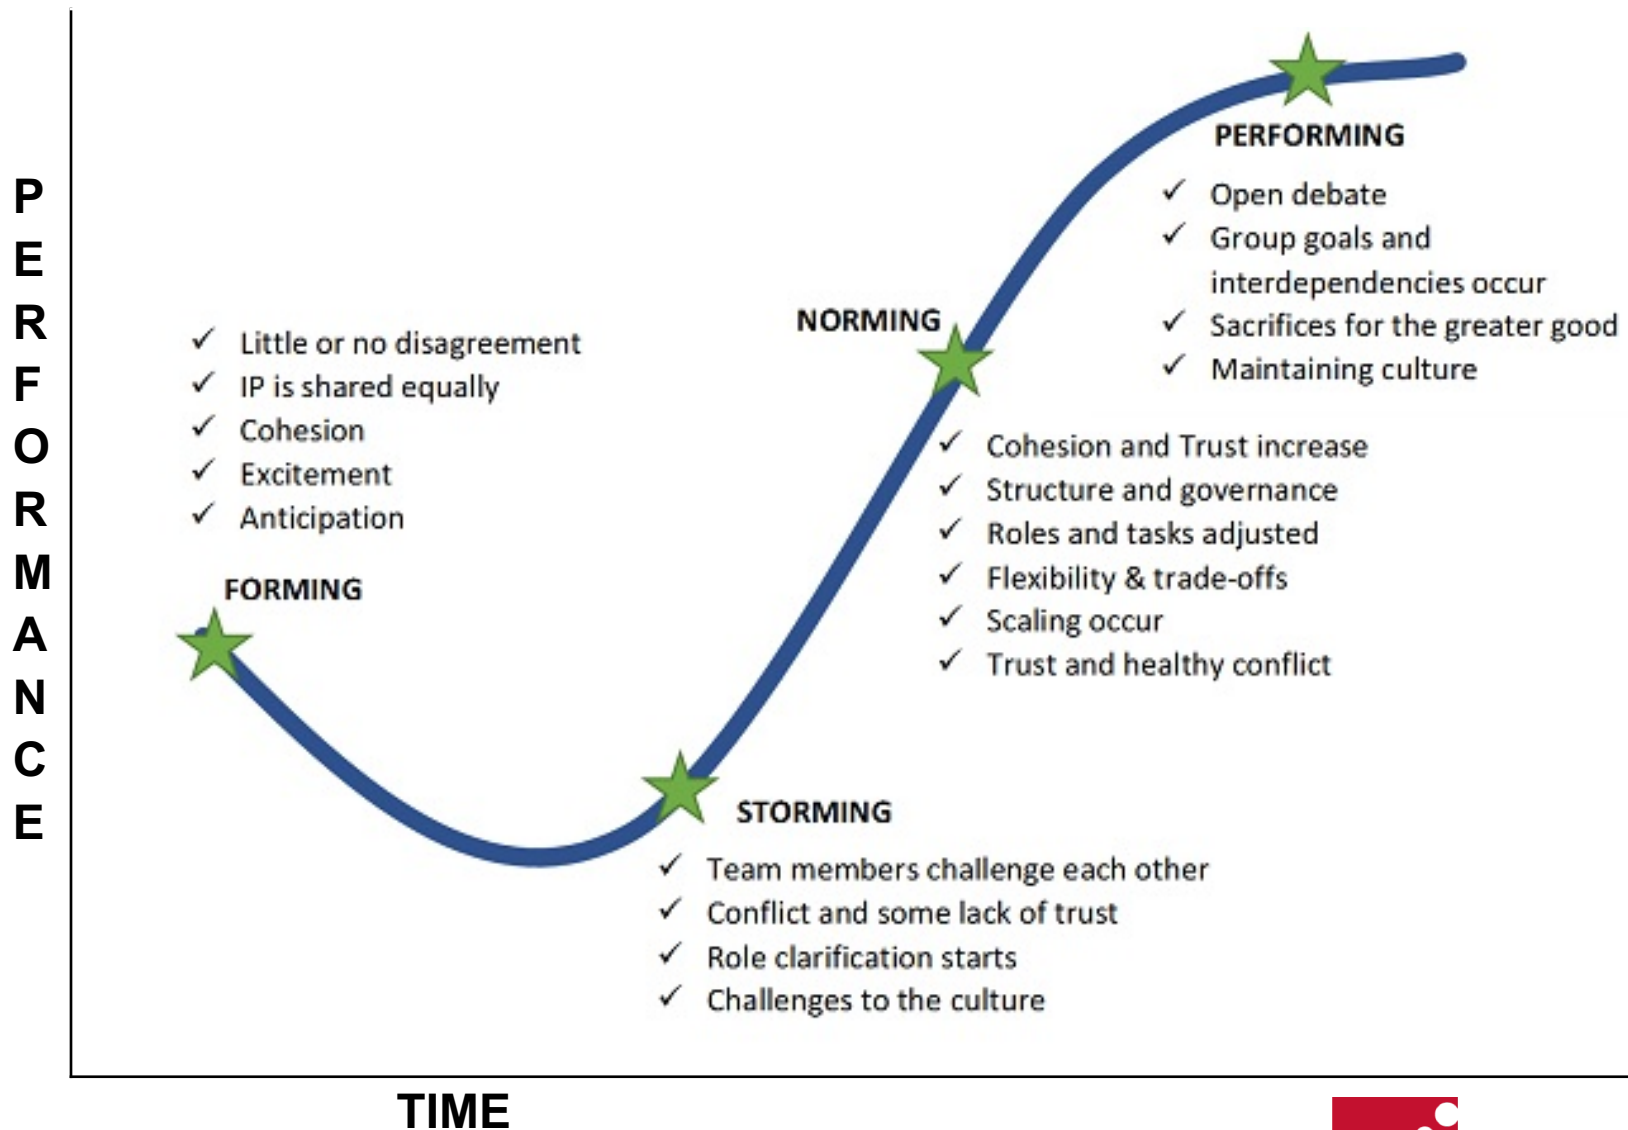 PERFORMANCE
✓ Little or no disagreement
✓ IP is shared equally
✓ Cohesion
✓ Excitement
✓ Anticipation
FORMING
STORMING
✓ Team members challenge each other
✓ Conflict and some lack of trust
✓ Role clarification starts
✓ Challenges to the culture
NORMING
✓ Cohesion and Trust increase
✓ Structure and governance
✓ Roles and tasks adjusted
✓ Flexibility & trade-offs
✓ Scaling occur
✓ Trust and healthy conflict
PERFORMING
✓ Open debate
✓ Group goals and
interdependencies occur
✓ Sacrifices for the greater good
✓ Maintaining culture
TIME